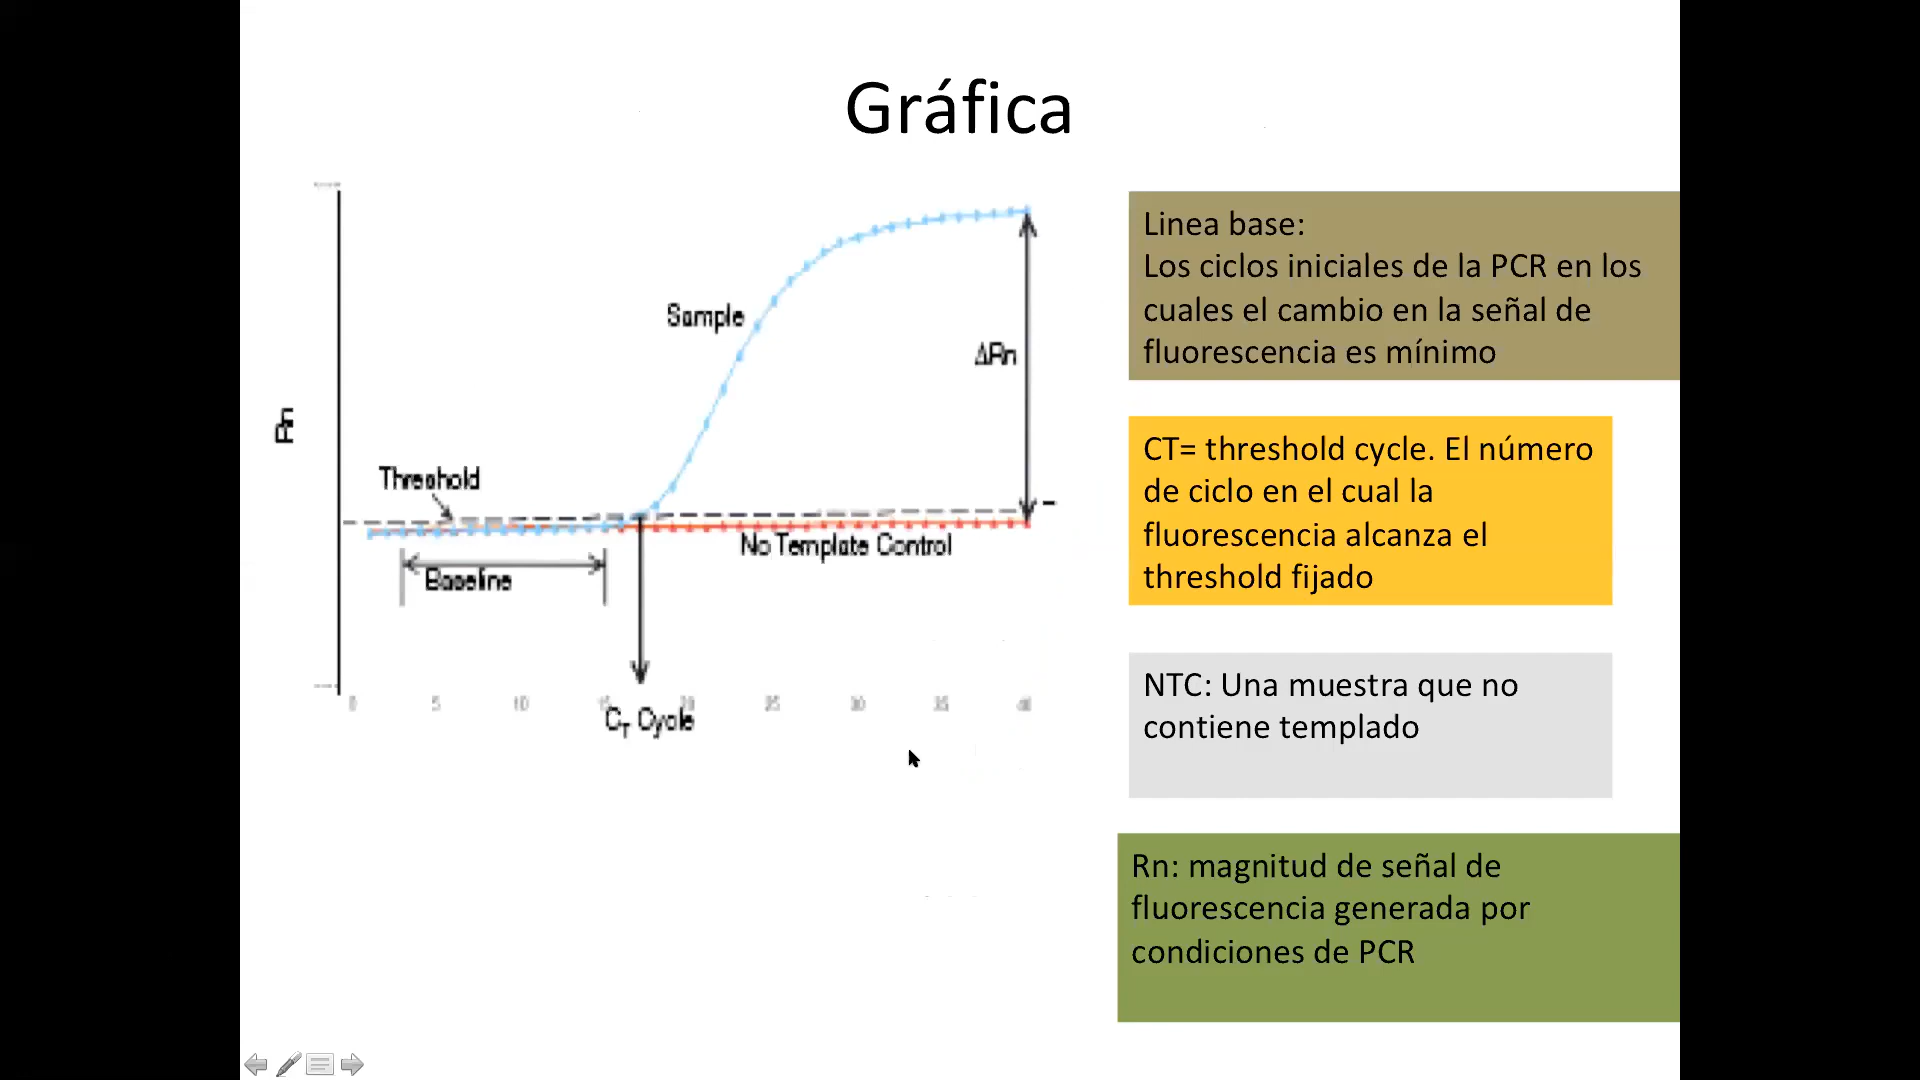 Gráfica
Linea base:
Los ciclos iniciales de la PCR en los
cuales el cambio en la señal de
fluorescencia es mínimo
CT= threshold cycle. El número
de ciclo en el cual la
fluorescencia alcanza el
threshold fijado
NTC: Una muestra que no
contiene templado
Rn: magnitud de señal de
fluorescencia generada por
condiciones de PCR
Rn
Sample
ΔRn
Threshold
No Template Control
Baseline
0 5 10 15 20 25 30 35 40
CT Cycle